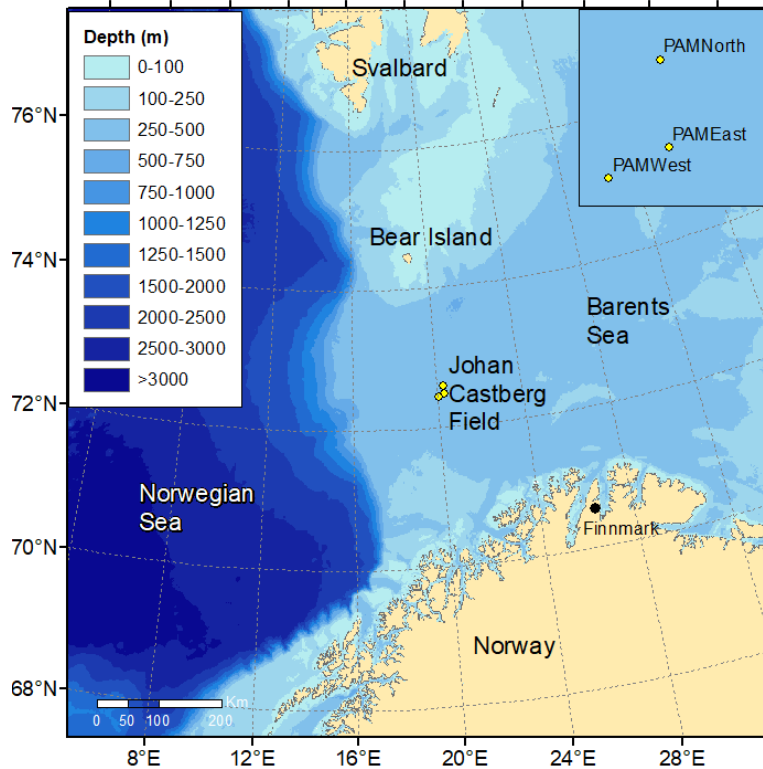 Depth (m)
0-100
100-250
250-500
500-750
750-1000
1000-1250
1250-1500
1500-2000
2000-2500
2500-3000
>3000
Svalbard
PAMNorth
PAMEast
PAMWest
76°N
Bear Island
74°N
Barents
Sea
Johan
Castberg
Field
72°N
Norwegian
Sea
Finnmark
70°N
Norway
68°N
Km
0 50 100 200
8°E 12°E 16°E 20°E 24°E 28°E